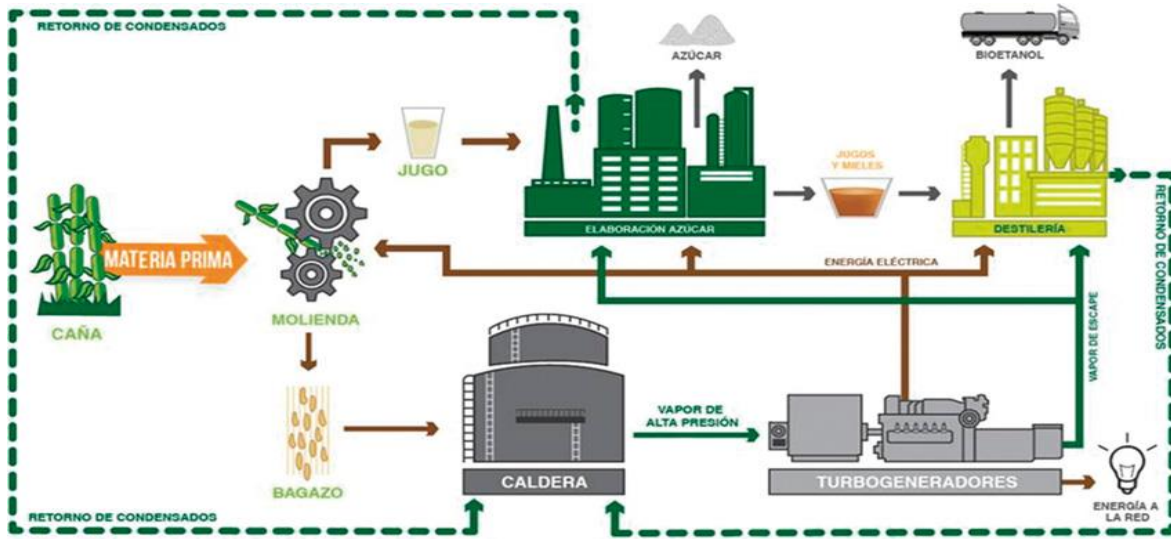 RETORNO DE CONDENSADOS
AZÚCAR
BIOETANOL
JUGO
JUGOS
Y MIELES
MATERIA PRIMA
CAÑA
MOLIENDA
ELABORACIÓN AZÚCAR
DESTILERÍA
RETORNO DE CONDENSADOS
ENERGÍA ELÉCTRICA
VAPOR DE ESCAPE
BAGAZO
CALDERA
VAPOR DE
ALTA PRESIÓN
TURBOGENERADORES
ENERGÍA A
LA RED
RETORNO DE CONDENSADOS